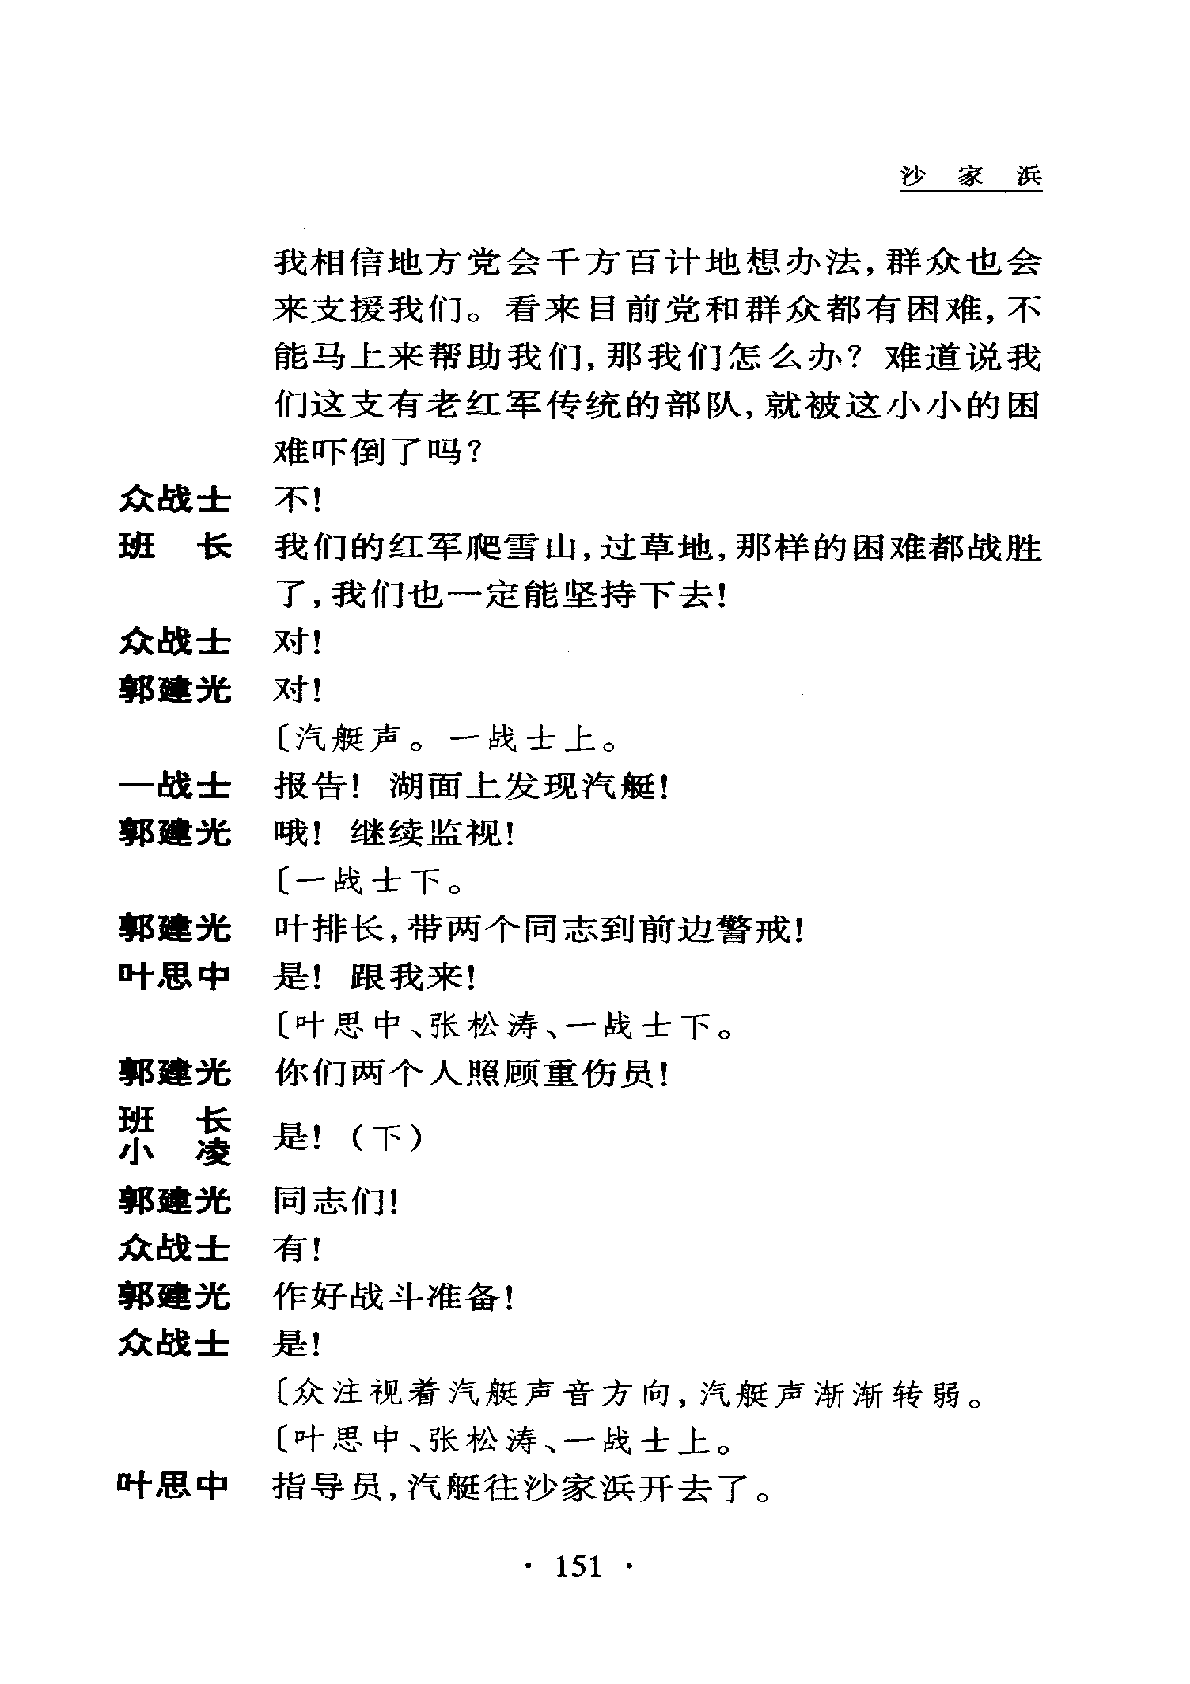 沙 家 浜
我相信地方党会千方百计地想办法,群众也会
来支援我们。看来目前党和群众都有困难,不
能马上来帮助我们,那我们怎么办? 难道说我
们这支有老红军传统的部队,就被这小小的困
难吓倒了吗?
众战士 不!
班 长 我们的红军爬雪山,过草地,那样的困难都战胜
了,我们也一定能坚持下去!
众战士 对!
郭建光 对!
〔汽艇声。一战士上。
一战士 报告! 湖面上发现汽艇!
郭建光 哦! 继续监视!
〔一战士下。
郭建光 叶排长,带两个同志到前边警戒!
叶思中 是! 跟我来!
〔叶思中、张松涛、一战士下。
郭建光 你们两个人照顾重伤员!
班 长
小 凌
是! (下)
郭建光 同志们!
众战士 有!
郭建光 作好战斗准备!
众战士 是!
〔众注视着汽艇声音方向,汽艇声渐渐转弱。
〔叶思中、张松涛、一战士上。
叶思中 指导员,汽艇往沙家浜开去了。
· 151 ·